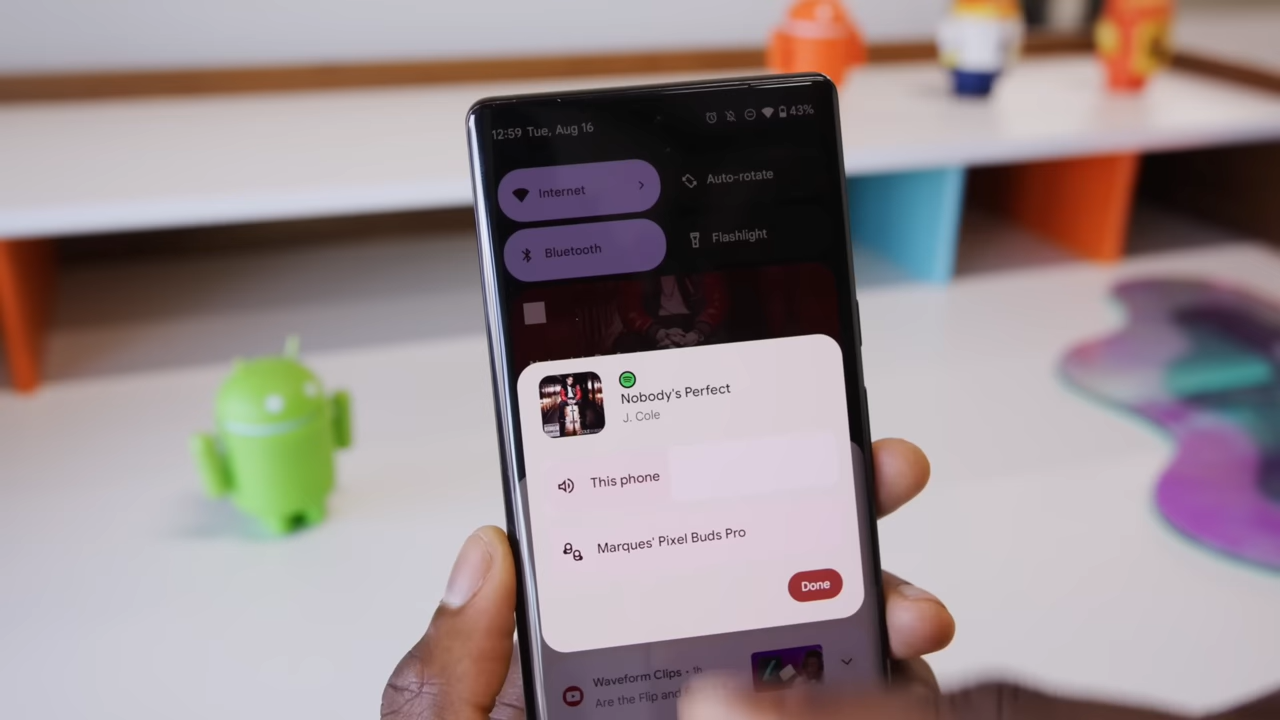 12:59 Tue, Aug 16
43%
Internet
Auto-rotate
Bluetooth
Flashlight
Nobody's Perfect
J. Cole
This phone
Marques' Pixel Buds Pro
Done
Waveform Clips
Are the Flip and